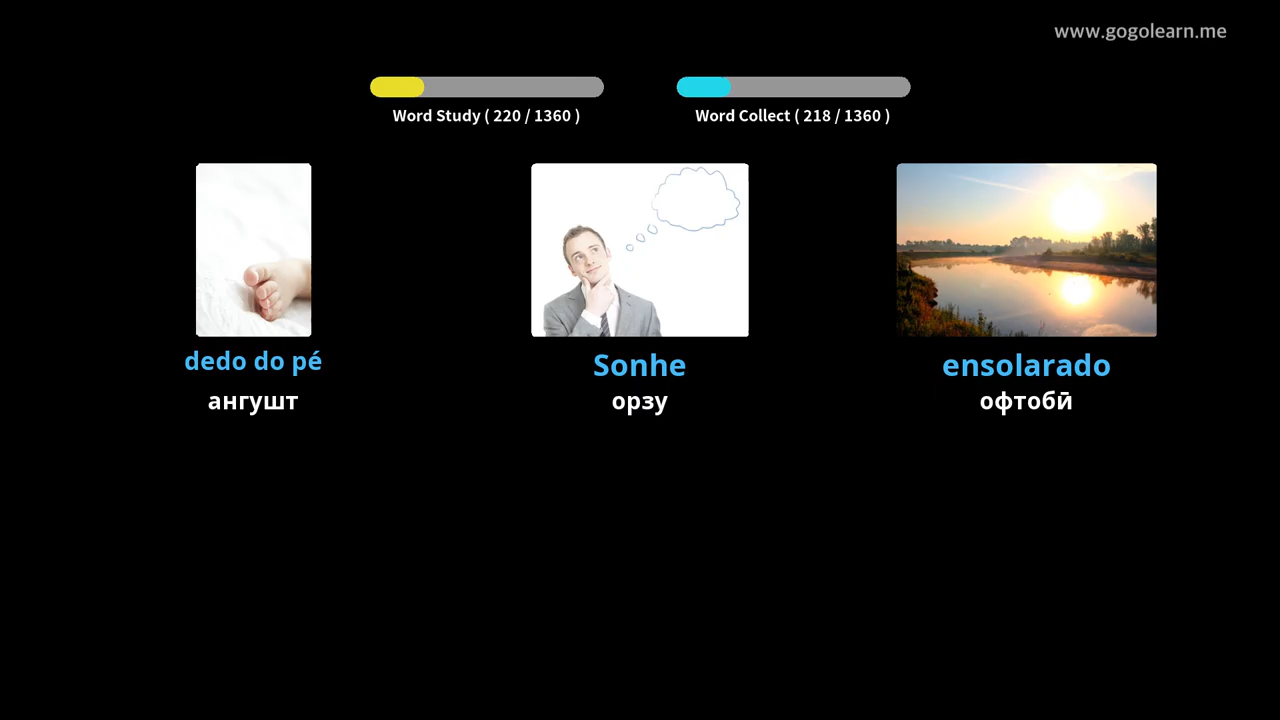 www.gogolearn.me
Word Study ( 220 / 1360 )
Word Collect ( 218 / 1360 )
dedo do pé
Sonhe
ensolarado
ангушт
орзу
офтобӣ